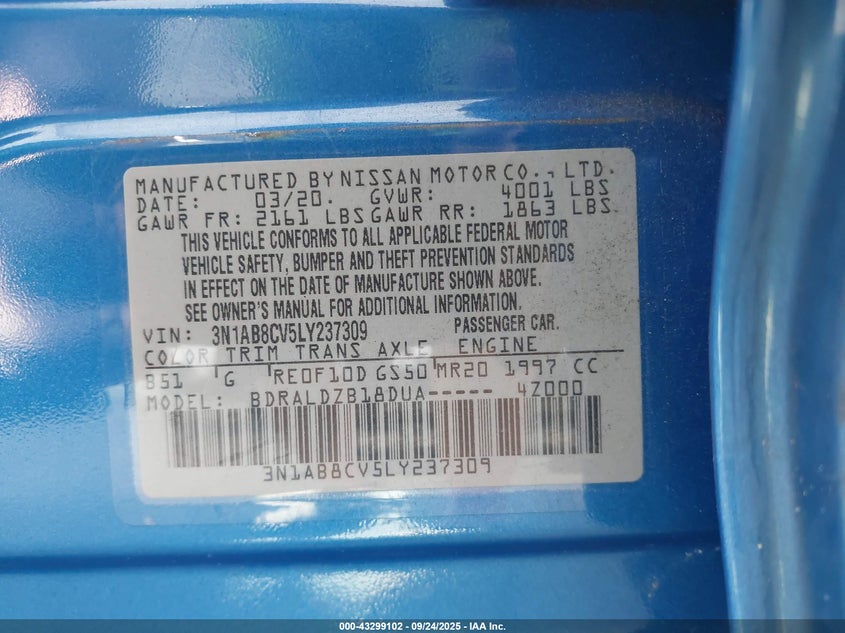 MANUFACTURED BY NISSAN MOTOR CO., LTD.
DATE: 03/20. GVWR: 4001 LBS
GAWR FR: 2161 LBS GAWR RR: 1863 LBS.
THIS VEHICLE CONFORMS TO ALL APPLICABLE FEDERAL MOTOR
VEHICLE SAFETY, BUMPER AND THEFT PREVENTION STANDARDS
IN EFFECT ON THE DATE OF MANUFACTURE SHOWN ABOVE.
SEE OWNER'S MANUAL FOR ADDITIONAL INFORMATION.
VIN: 3N1AB8CV5LY237309 PASSENGER CAR.
COLOR TRIM TRANS AXLE ENGINE
B51 G RE0F10D GS50 MR20 1997 CC
MODEL: BDRALDZB18DUA----- 4Z000
3N1AB8CV5LY237309
000-43299102 - 09/24/2025 - IAA Inc.